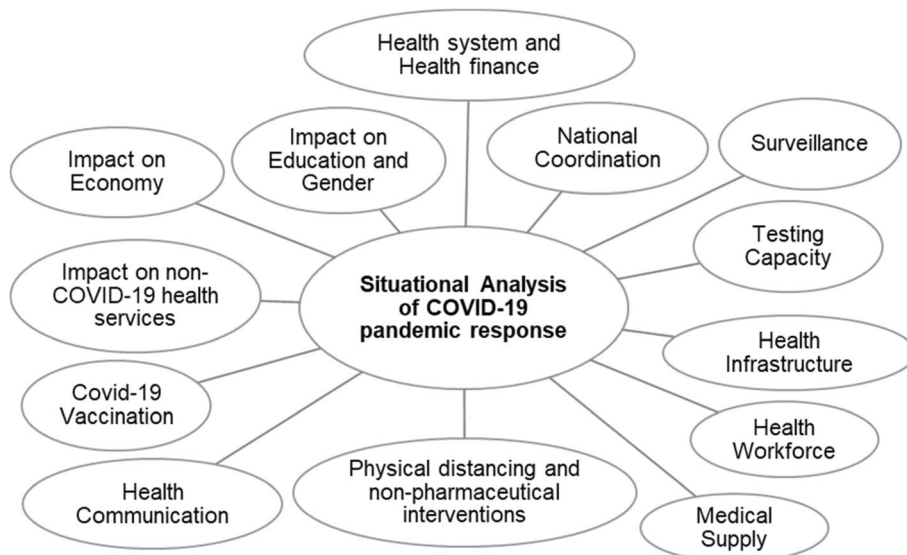 Health system and
Health finance
Impact on
Education and
Gender
National
Coordination
Surveillance
Impact on
Economy
Testing
Capacity
Impact on non-
COVID-19 health
services
Situational Analysis
of COVID-19
pandemic response
Health
Infrastructure
Covid-19
Vaccination
Health
Workforce
Health
Communication
Physical distancing and
non-pharmaceutical
interventions
Medical
Supply